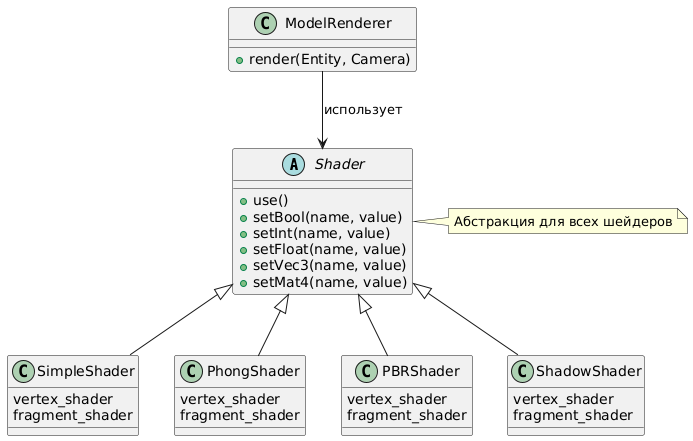 C ModelRenderer
render(Entity, Camera)
использует
A Shader
use()
setBool(name, value)
setInt(name, value)
setFloat(name, value)
setVec3(name, value)
setMat4(name, value)
Абстракция для всех шейдеров
C SimpleShader
vertex_shader
fragment_shader
C PhongShader
vertex_shader
fragment_shader
C PBRShader
vertex_shader
fragment_shader
C ShadowShader
vertex_shader
fragment_shader